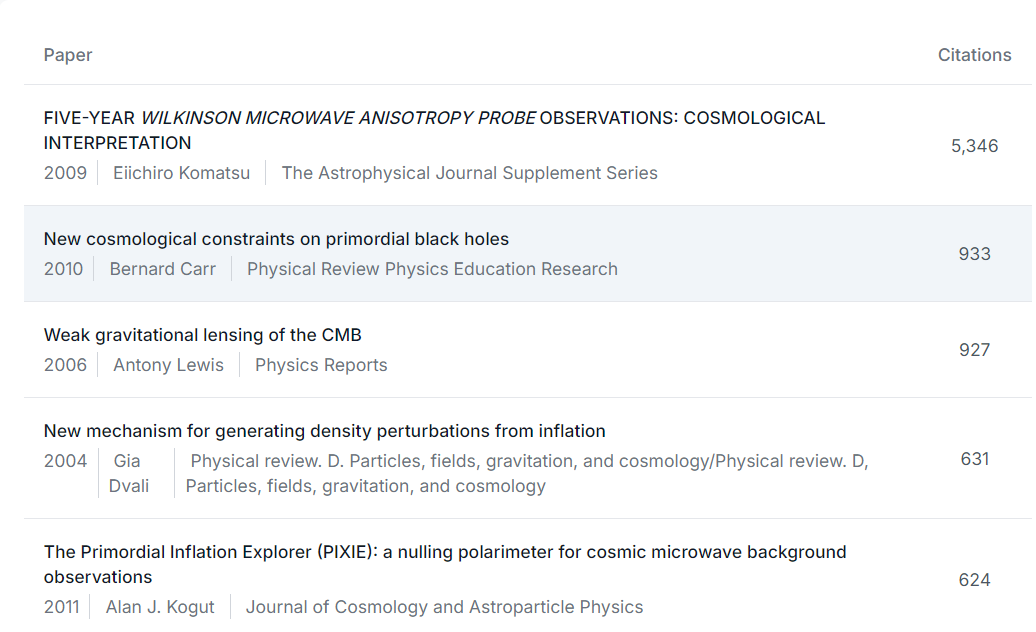 Paper Citations
FIVE-YEAR WILKINSON MICROWAVE ANISOTROPY PROBE OBSERVATIONS: COSMOLOGICAL
INTERPRETATION
5,346
2009 Eiichiro Komatsu The Astrophysical Journal Supplement Series
New cosmological constraints on primordial black holes
933
2010 Bernard Carr Physical Review Physics Education Research
Weak gravitational lensing of the CMB
927
2006 Antony Lewis Physics Reports
New mechanism for generating density perturbations from inflation
631
2004 Gia Physical review. D. Particles, fields, gravitation, and cosmology/Physical review. D,
Dvali Particles, fields, gravitation, and cosmology
The Primordial Inflation Explorer (PIXIE): a nulling polarimeter for cosmic microwave background
observations
624
2011 Alan J. Kogut Journal of Cosmology and Astroparticle Physics